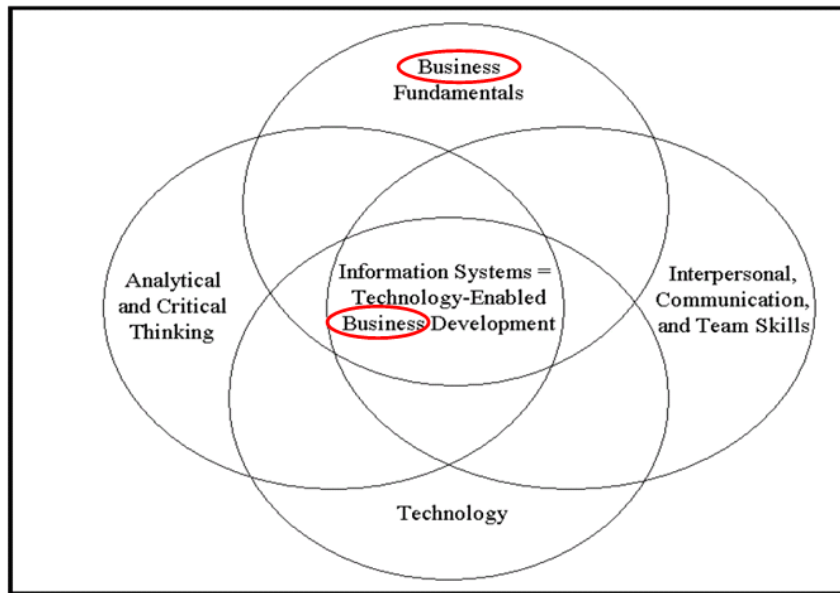 Business
Fundamentals
Analytical
and Critical
Thinking
Information Systems =
Technology-Enabled
Business Development
Interpersonal,
Communication,
and Team Skills
Technology